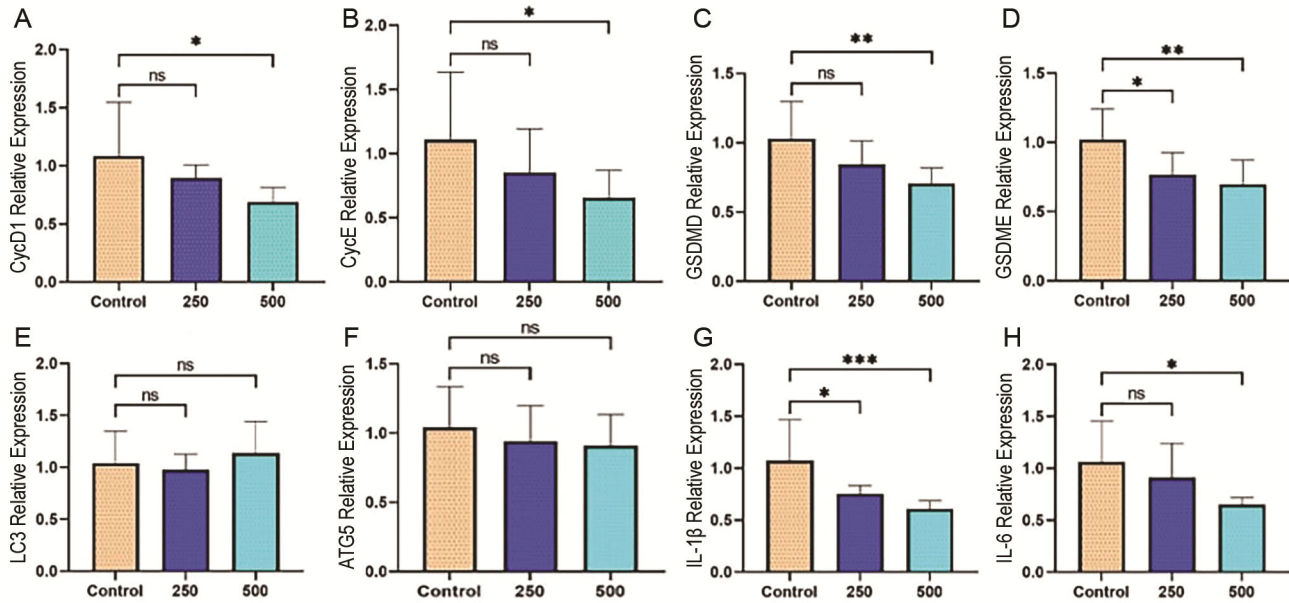 A
CycD1 Relative Expression
2.0
1.5
1.0
0.5
0.0
*
ns
Control 250 500
B
CycE Relative Expression
2.0
1.5
1.0
0.5
0.0
*
ns
Control 250 500
C
GSDMD Relative Expression
1.5
1.0
0.5
0.0
**
ns
Control 250 500
D
GSDME Relative Expression
1.5
1.0
0.5
0.0
**
*
Control 250 500
E
LC3 Relative Expression
2.0
1.5
1.0
0.5
0.0
ns
ns
Control 250 500
F
ATG5 Relative Expression
1.5
1.0
0.5
0.0
ns
ns
Control 250 500
G
IL-1β Relative Expression
2.0
1.5
1.0
0.5
0.0
***
*
Control 250 500
H
IL-6 Relative Expression
2.0
1.5
1.0
0.5
0.0
*
ns
Control 250 500